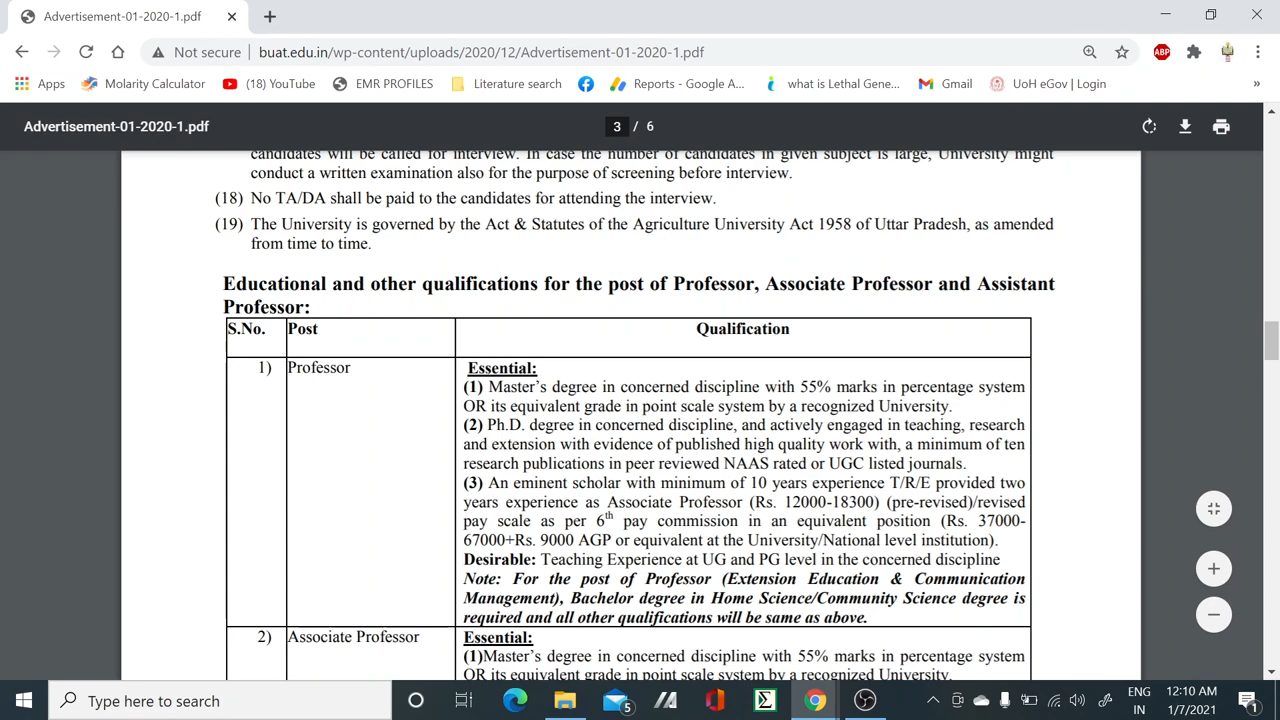 Advertisement-01-2020-1.pdf
Not secure buat.edu.in/wp-content/uploads/2020/12/Advertisement-01-2020-1.pdf ABP
Apps Molarity Calculator (18) YouTube EMR PROFILES Literature search Reports - Google A... what is Lethal Gene... Gmail UoH eGov | Login »
Advertisement-01-2020-1.pdf 3 / 6
candidates will be called for interview. In case the number of candidates in given subject is large, University might
conduct a written examination also for the purpose of screening before interview.
(18) No TA/DA shall be paid to the candidates for attending the interview.
(19) The University is governed by the Act & Statutes of the Agriculture University Act 1958 of Uttar Pradesh, as amended
from time to time.
Educational and other qualifications for the post of Professor, Associate Professor and Assistant
Professor:
S.No. Post Qualification
1) Professor Essential:
(1) Master's degree in concerned discipline with 55% marks in percentage system
OR its equivalent grade in point scale system by a recognized University.
(2) Ph.D. degree in concerned discipline, and actively engaged in teaching, research
and extension with evidence of published high quality work with, a minimum of ten
research publications in peer reviewed NAAS rated or UGC listed journals.
(3) An eminent scholar with minimum of 10 years experience T/R/E provided two
years experience as Associate Professor (Rs. 12000-18300) (pre-revised)/revised
pay scale as per 6th pay commission in an equivalent position (Rs. 37000-
67000+Rs. 9000 AGP or equivalent at the University/National level institution).
Desirable: Teaching Experience at UG and PG level in the concerned discipline
Note: For the post of Professor (Extension Education & Communication
Management), Bachelor degree in Home Science/Community Science degree is
required and all other qualifications will be same as above.
2) Associate Professor Essential:
(1)Master's degree in concerned discipline with 55% marks in percentage system
OR its equivalent grade in point scale system by a recognized University.
Type here to search 5 ENG 12:10 AM
IN 1/7/2021 1